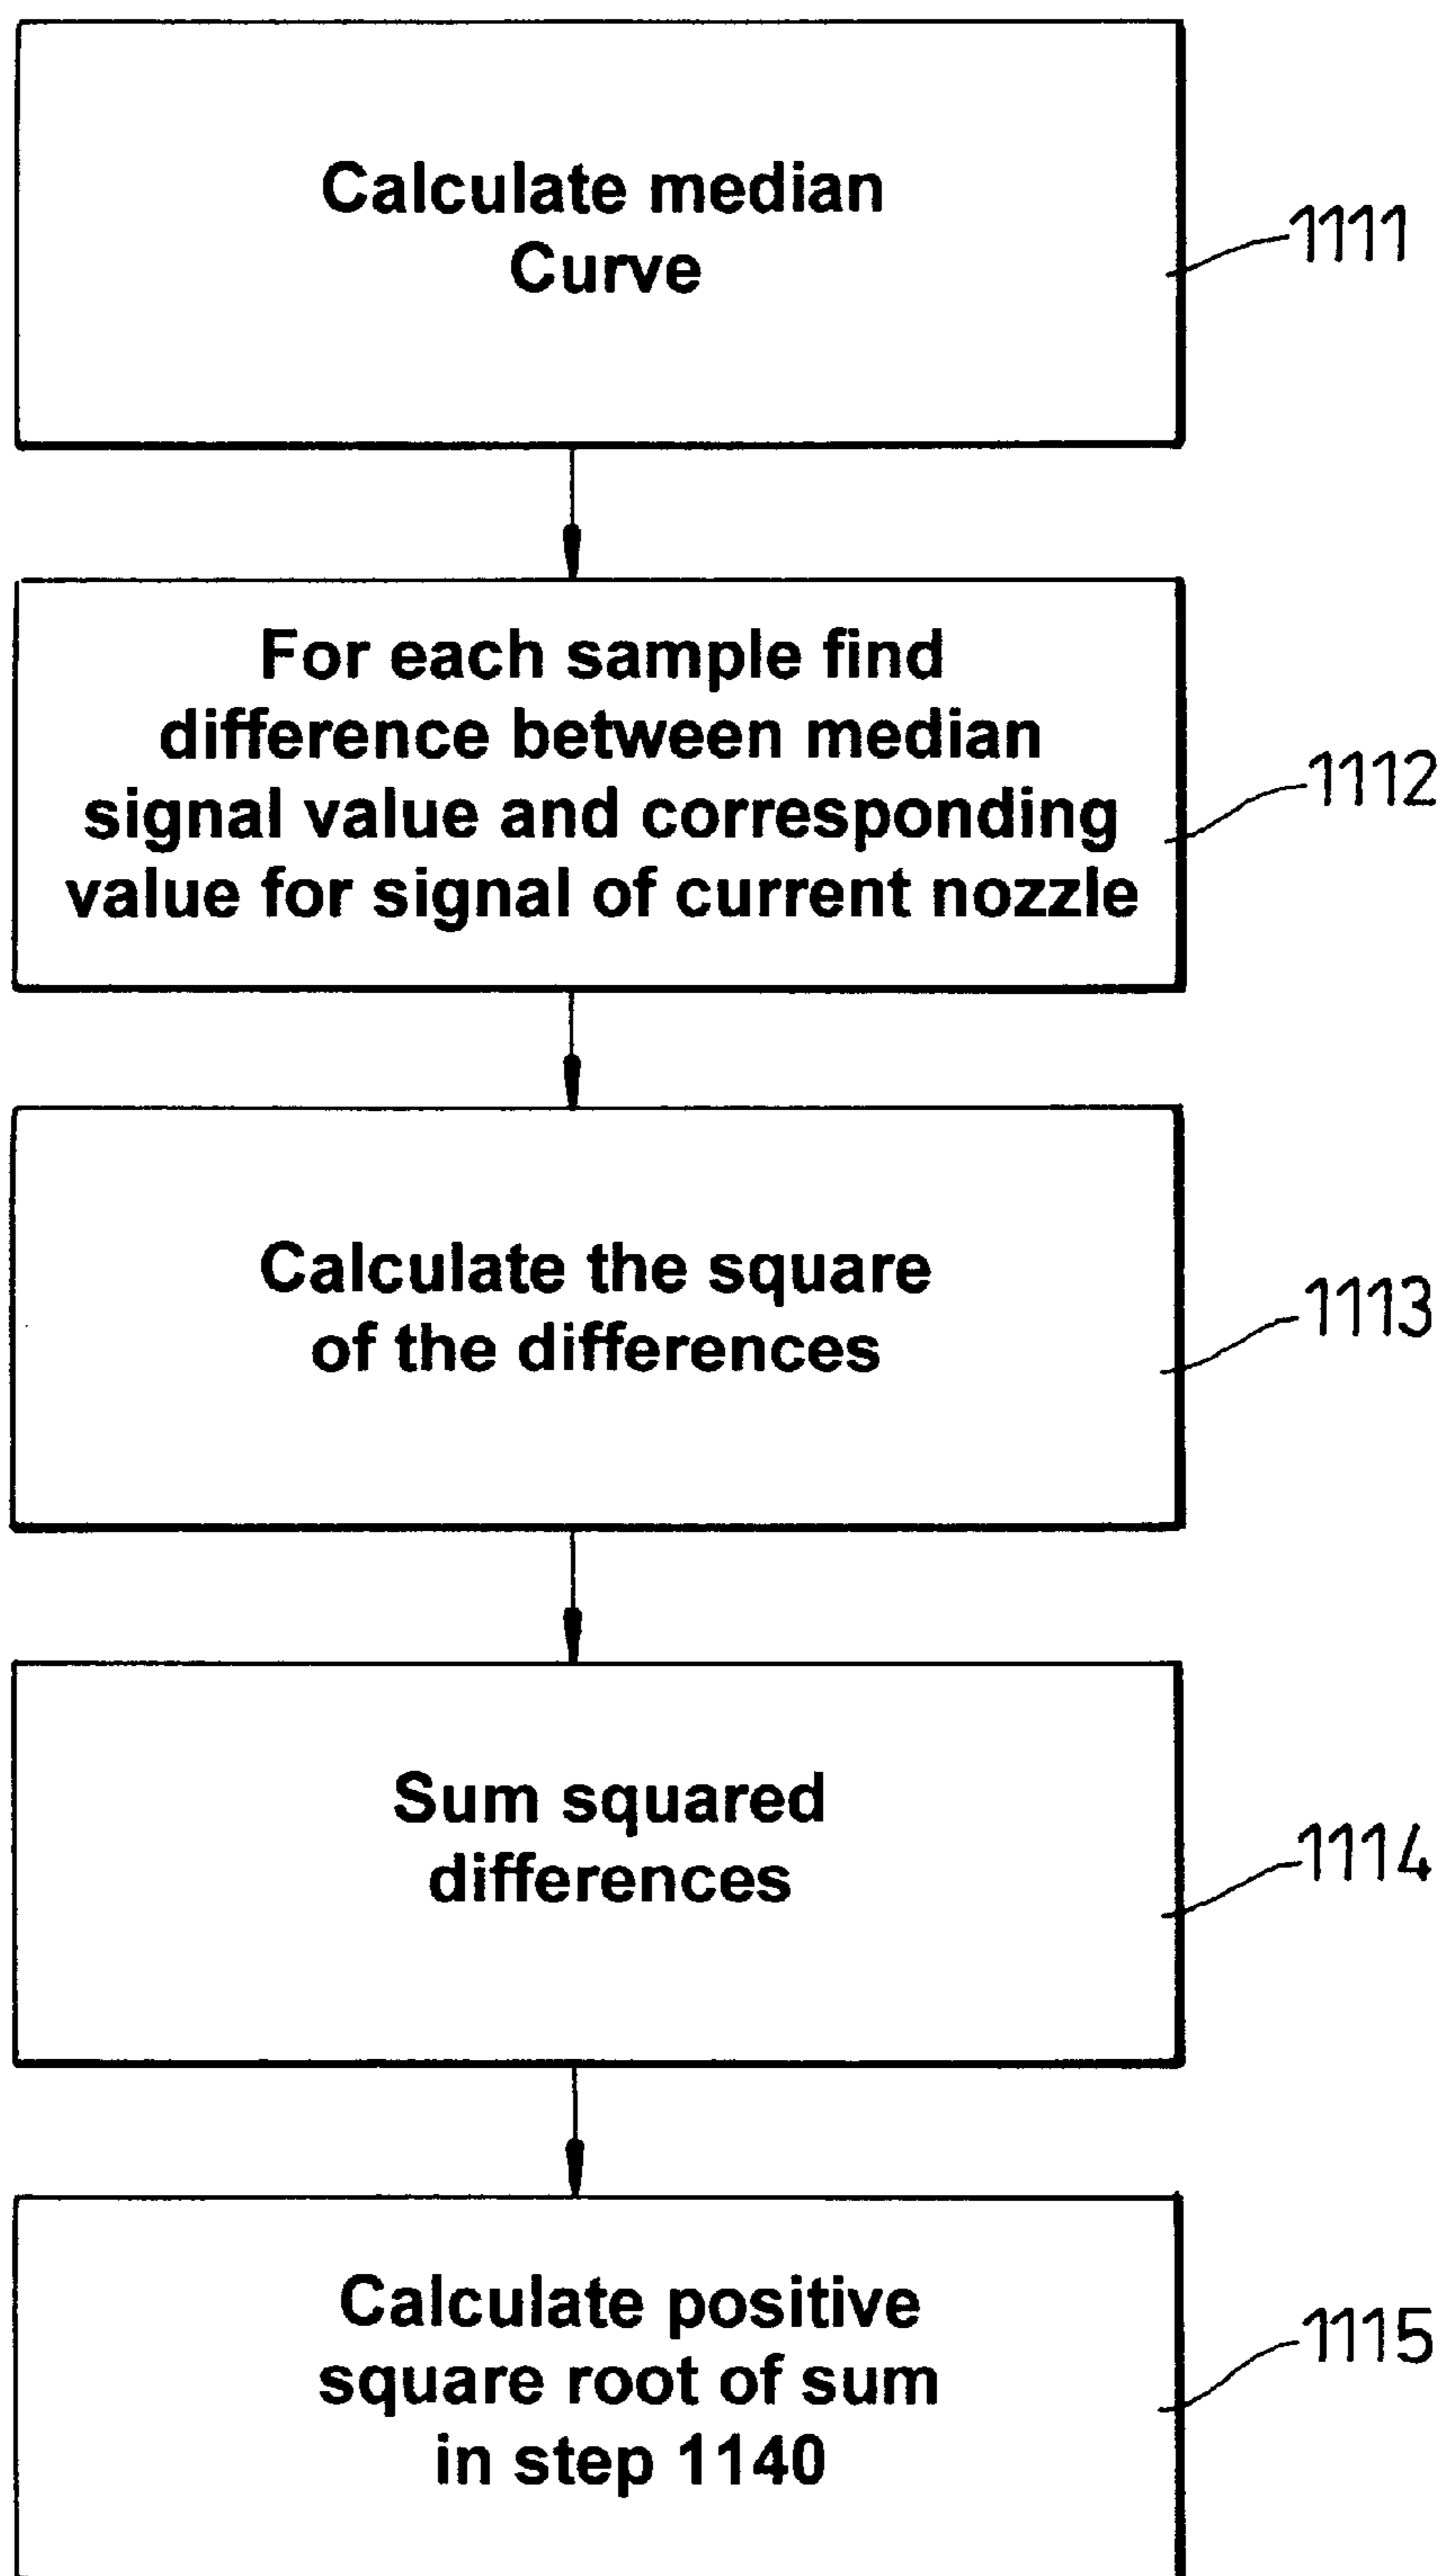 Calculate median
Curve
1111
For each sample find
difference between median
signal value and corresponding
value for signal of current nozzle
1112
Calculate the square
of the differences
1113
Sum squared
differences
1114
Calculate positive
square root of sum
in step 1140
1115